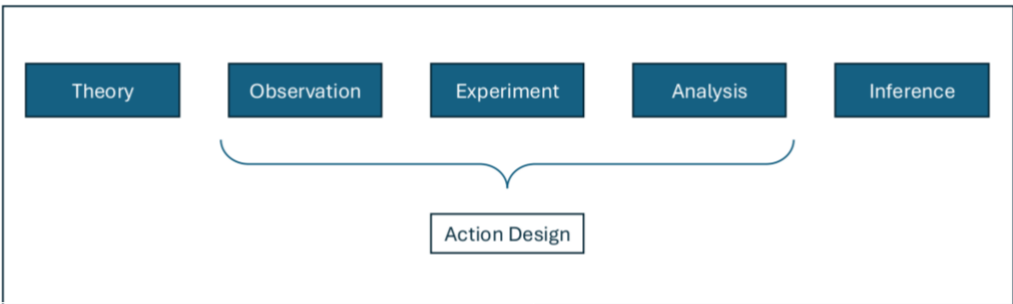 Theory
Observation
Experiment
Analysis
Inference
Action Design